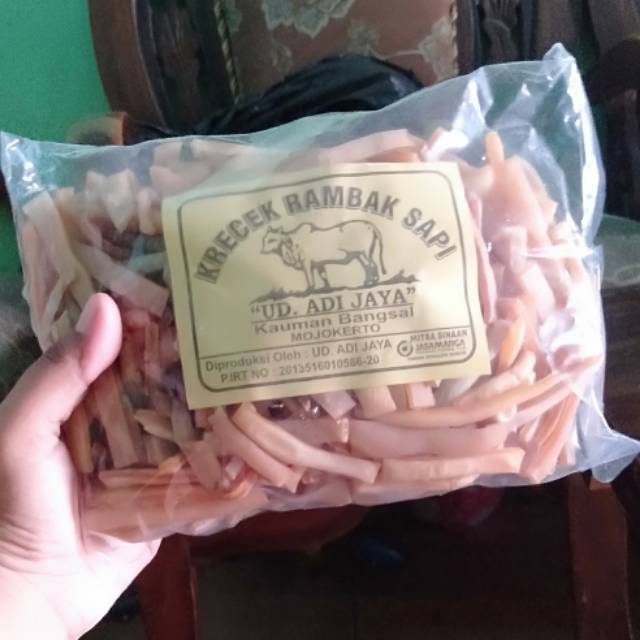 KRECEK RAMBAK SAPI
"UD. ADI JAYA"
Kauman Bangsal
MOJOKERTO
Diproduksi Oleh : UD. ADI JAYA
P.IRT NO : 2013516010586-20
MITRA BINAAN
JASAMARGA